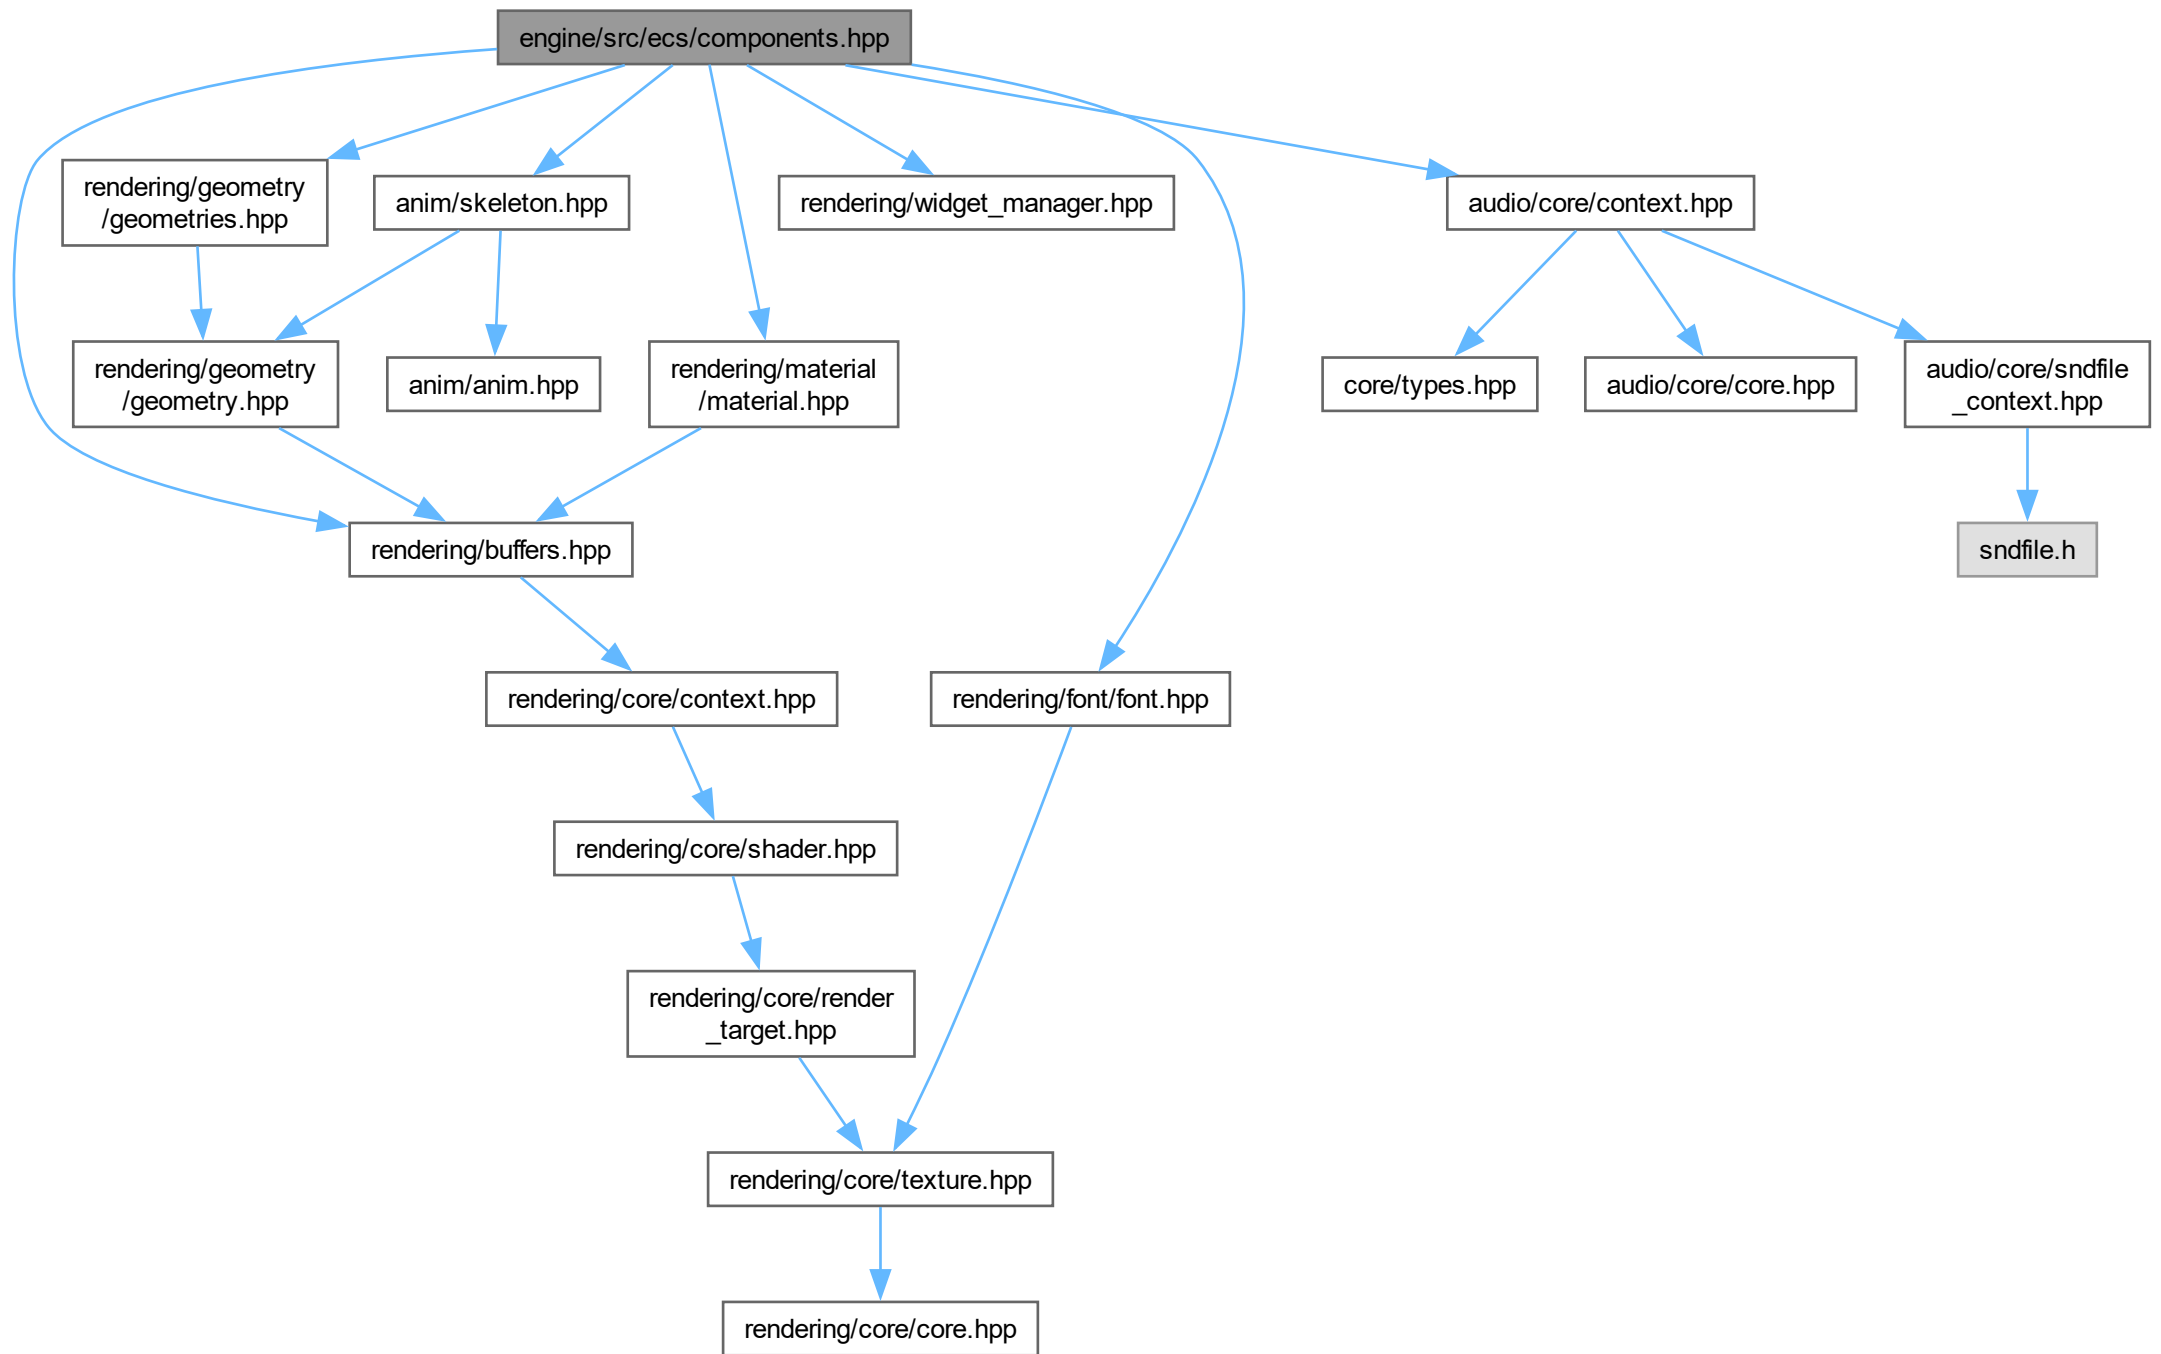 engine/src/ecs/components.hpp
rendering/geometry
/geometries.hpp
anim/skeleton.hpp
rendering/widget_manager.hpp
audio/core/context.hpp
rendering/geometry
/geometry.hpp
anim/anim.hpp
rendering/material
/material.hpp
core/types.hpp
audio/core/core.hpp
audio/core/sndfile
_context.hpp
rendering/buffers.hpp
sndfile.h
rendering/core/context.hpp
rendering/font/font.hpp
rendering/core/shader.hpp
rendering/core/render
_target.hpp
rendering/core/texture.hpp
rendering/core/core.hpp